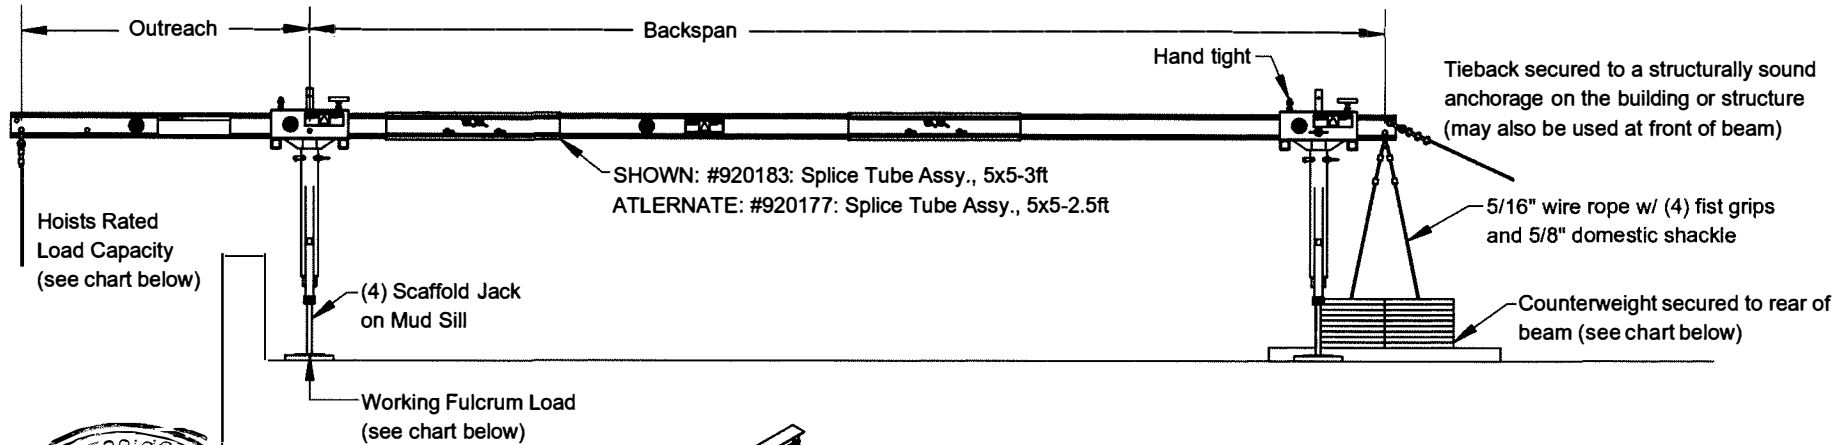 Outreach
Backspan
Hand tight
Tieback secured to a structurally sound
anchorage on the building or structure
(may also be used at front of beam)
SHOWN: #920183: Splice Tube Assy., 5x5-3ft
ATLERNATE: #920177: Splice Tube Assy., 5x5-2.5ft
5/16" wire rope w/ (4) fist grips
and 5/8" domestic shackle
Hoists Rated
Load Capacity
(see chart below)
(4) Scaffold Jack
on Mud Sill
Counterweight secured to rear of
beam (see chart below)
Working Fulcrum Load
(see chart below)